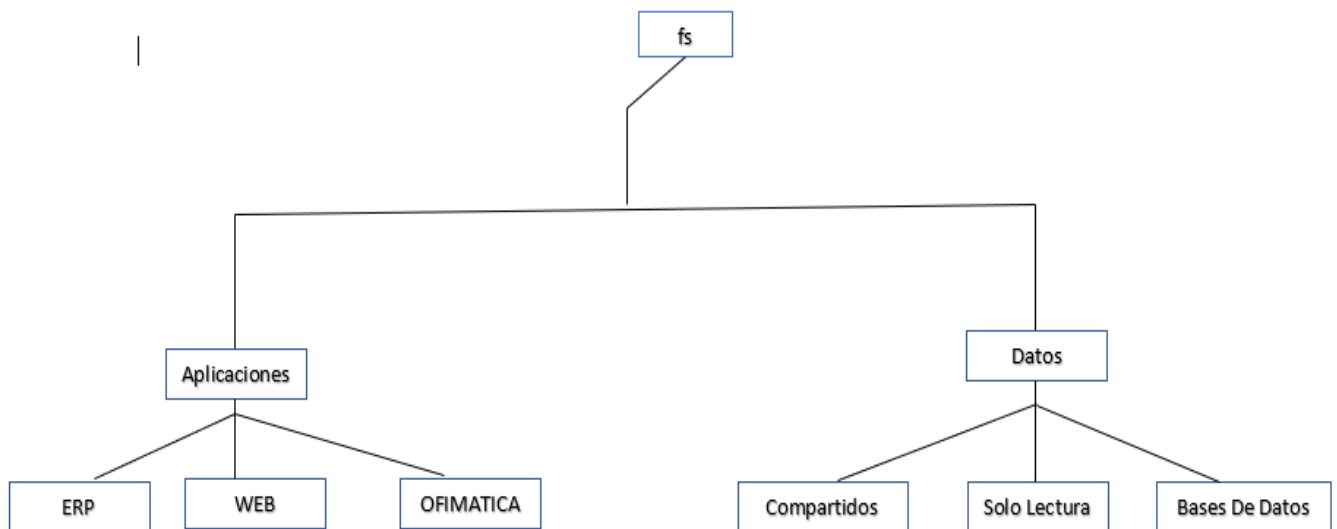 fs
Aplicaciones
Datos
ERP
WEB
OFIMATICA
Compartidos
Solo Lectura
Bases De Datos